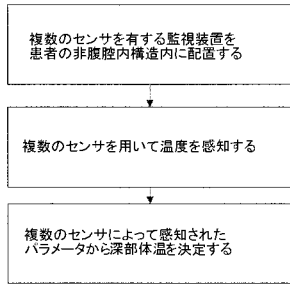 複数のセンサを有する監視装置を
患者の非腹腔内構造内に配置する
複数のセンサを用いて温度を感知する
複数のセンサによって感知された
パラメータから深部体温を決定する